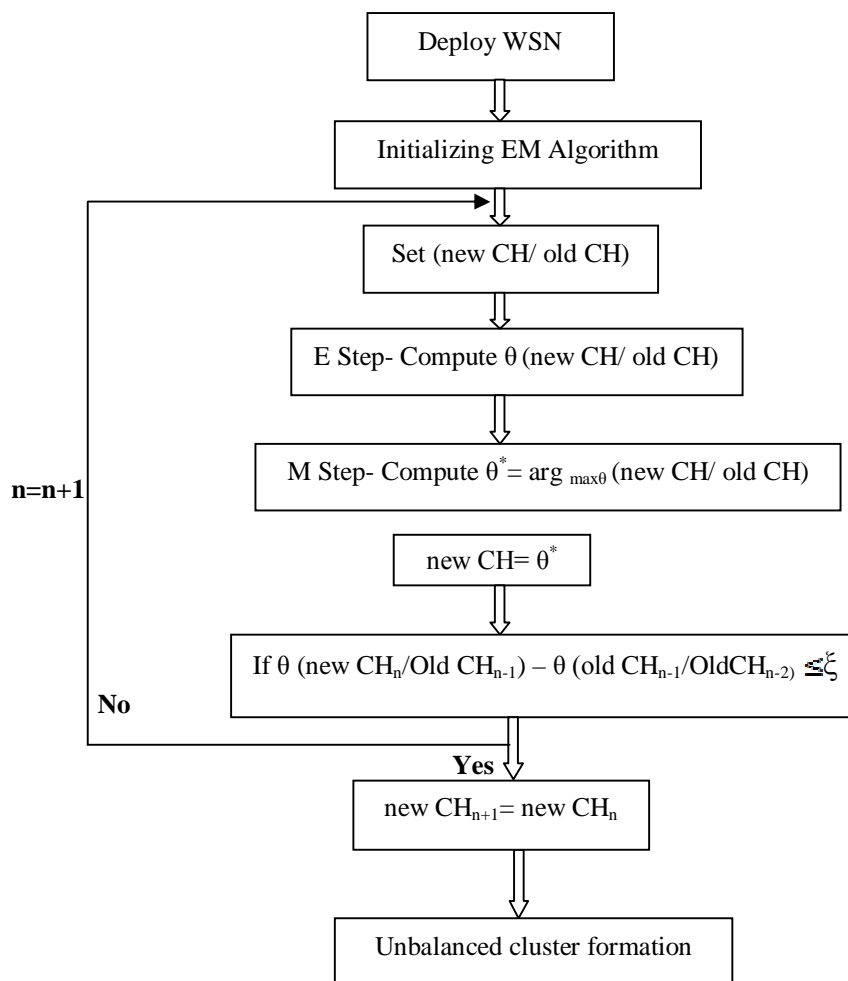 Deploy WSN
Initializing EM Algorithm
Set (new CH/ old CH)
E Step- Compute θ (new CH/ old CH)
M Step- Compute θ*= arg maxθ (new CH/ old CH)
n=n+1
new CH= θ*
If θ (new CHn/Old CHn-1) – θ (old CHn-1/OldCHn-2) ≤ξ
No
Yes
new CHn+1= new CHn
Unbalanced cluster formation